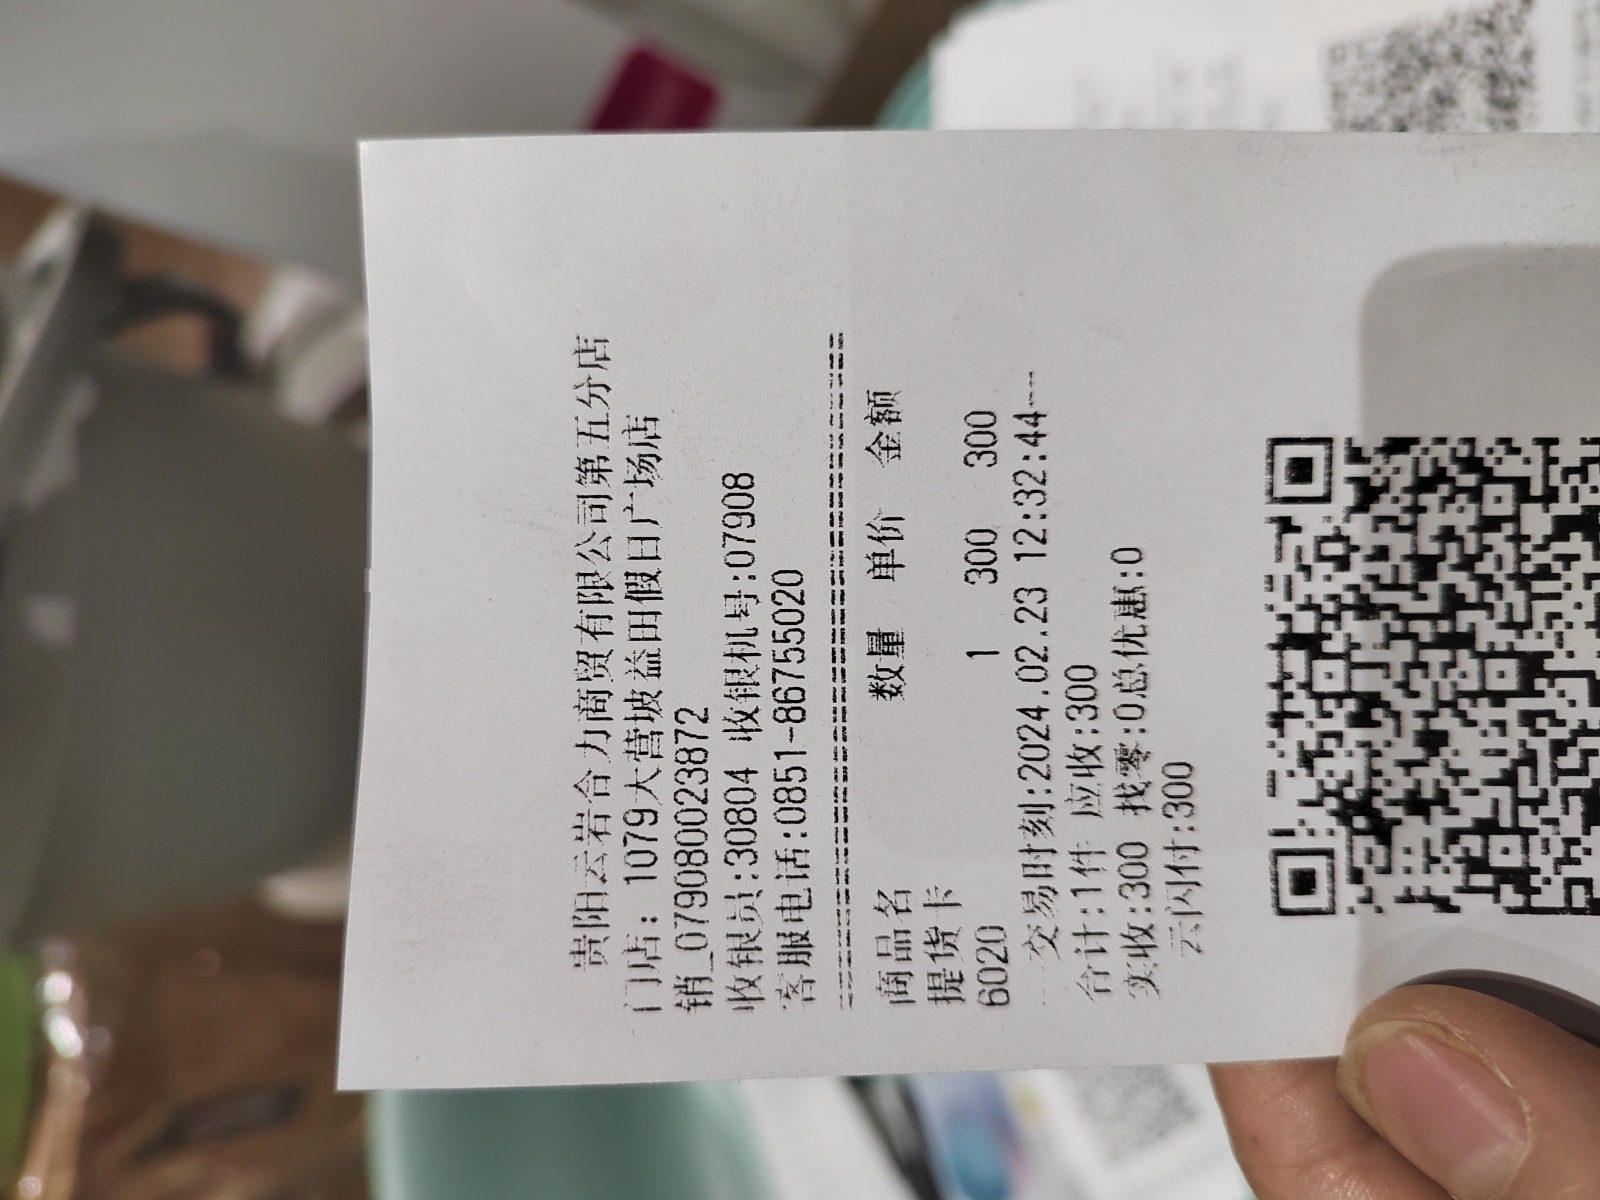 贵阳云岩合力商贸有限公司第五分店
门店: 1079大营坡益田假日广场店
销_0790800223872
收银员:30804 收银机号:07908
客服电话:0851-86755020
商品名 数量 单价 金额
提货卡
6020 1 300 300
---交易时刻:2024.02.23 12:32:44---
合计:1件 应收:300
实收:300 找零:0总优惠:0
云闪付:300